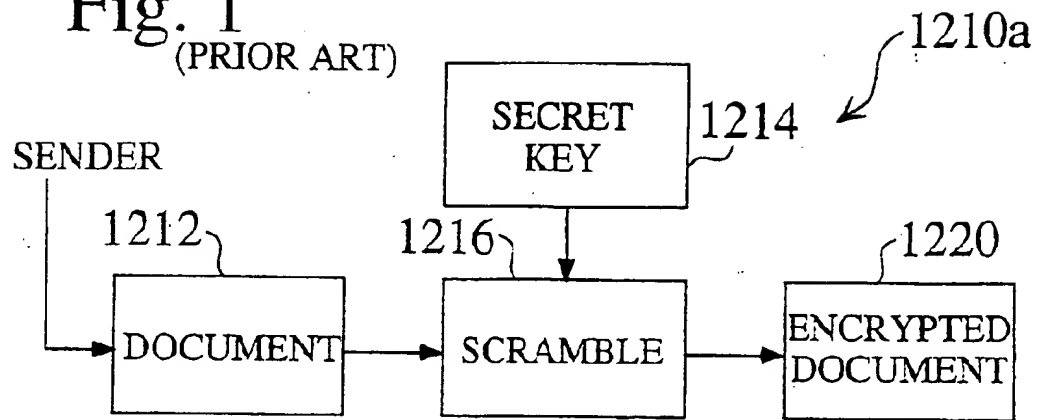 Fig. 1
(PRIOR ART)
1210a
SECRET
KEY
1214
SENDER
1212
1216
1220
DOCUMENT
SCRAMBLE
ENCRYPTED
DOCUMENT